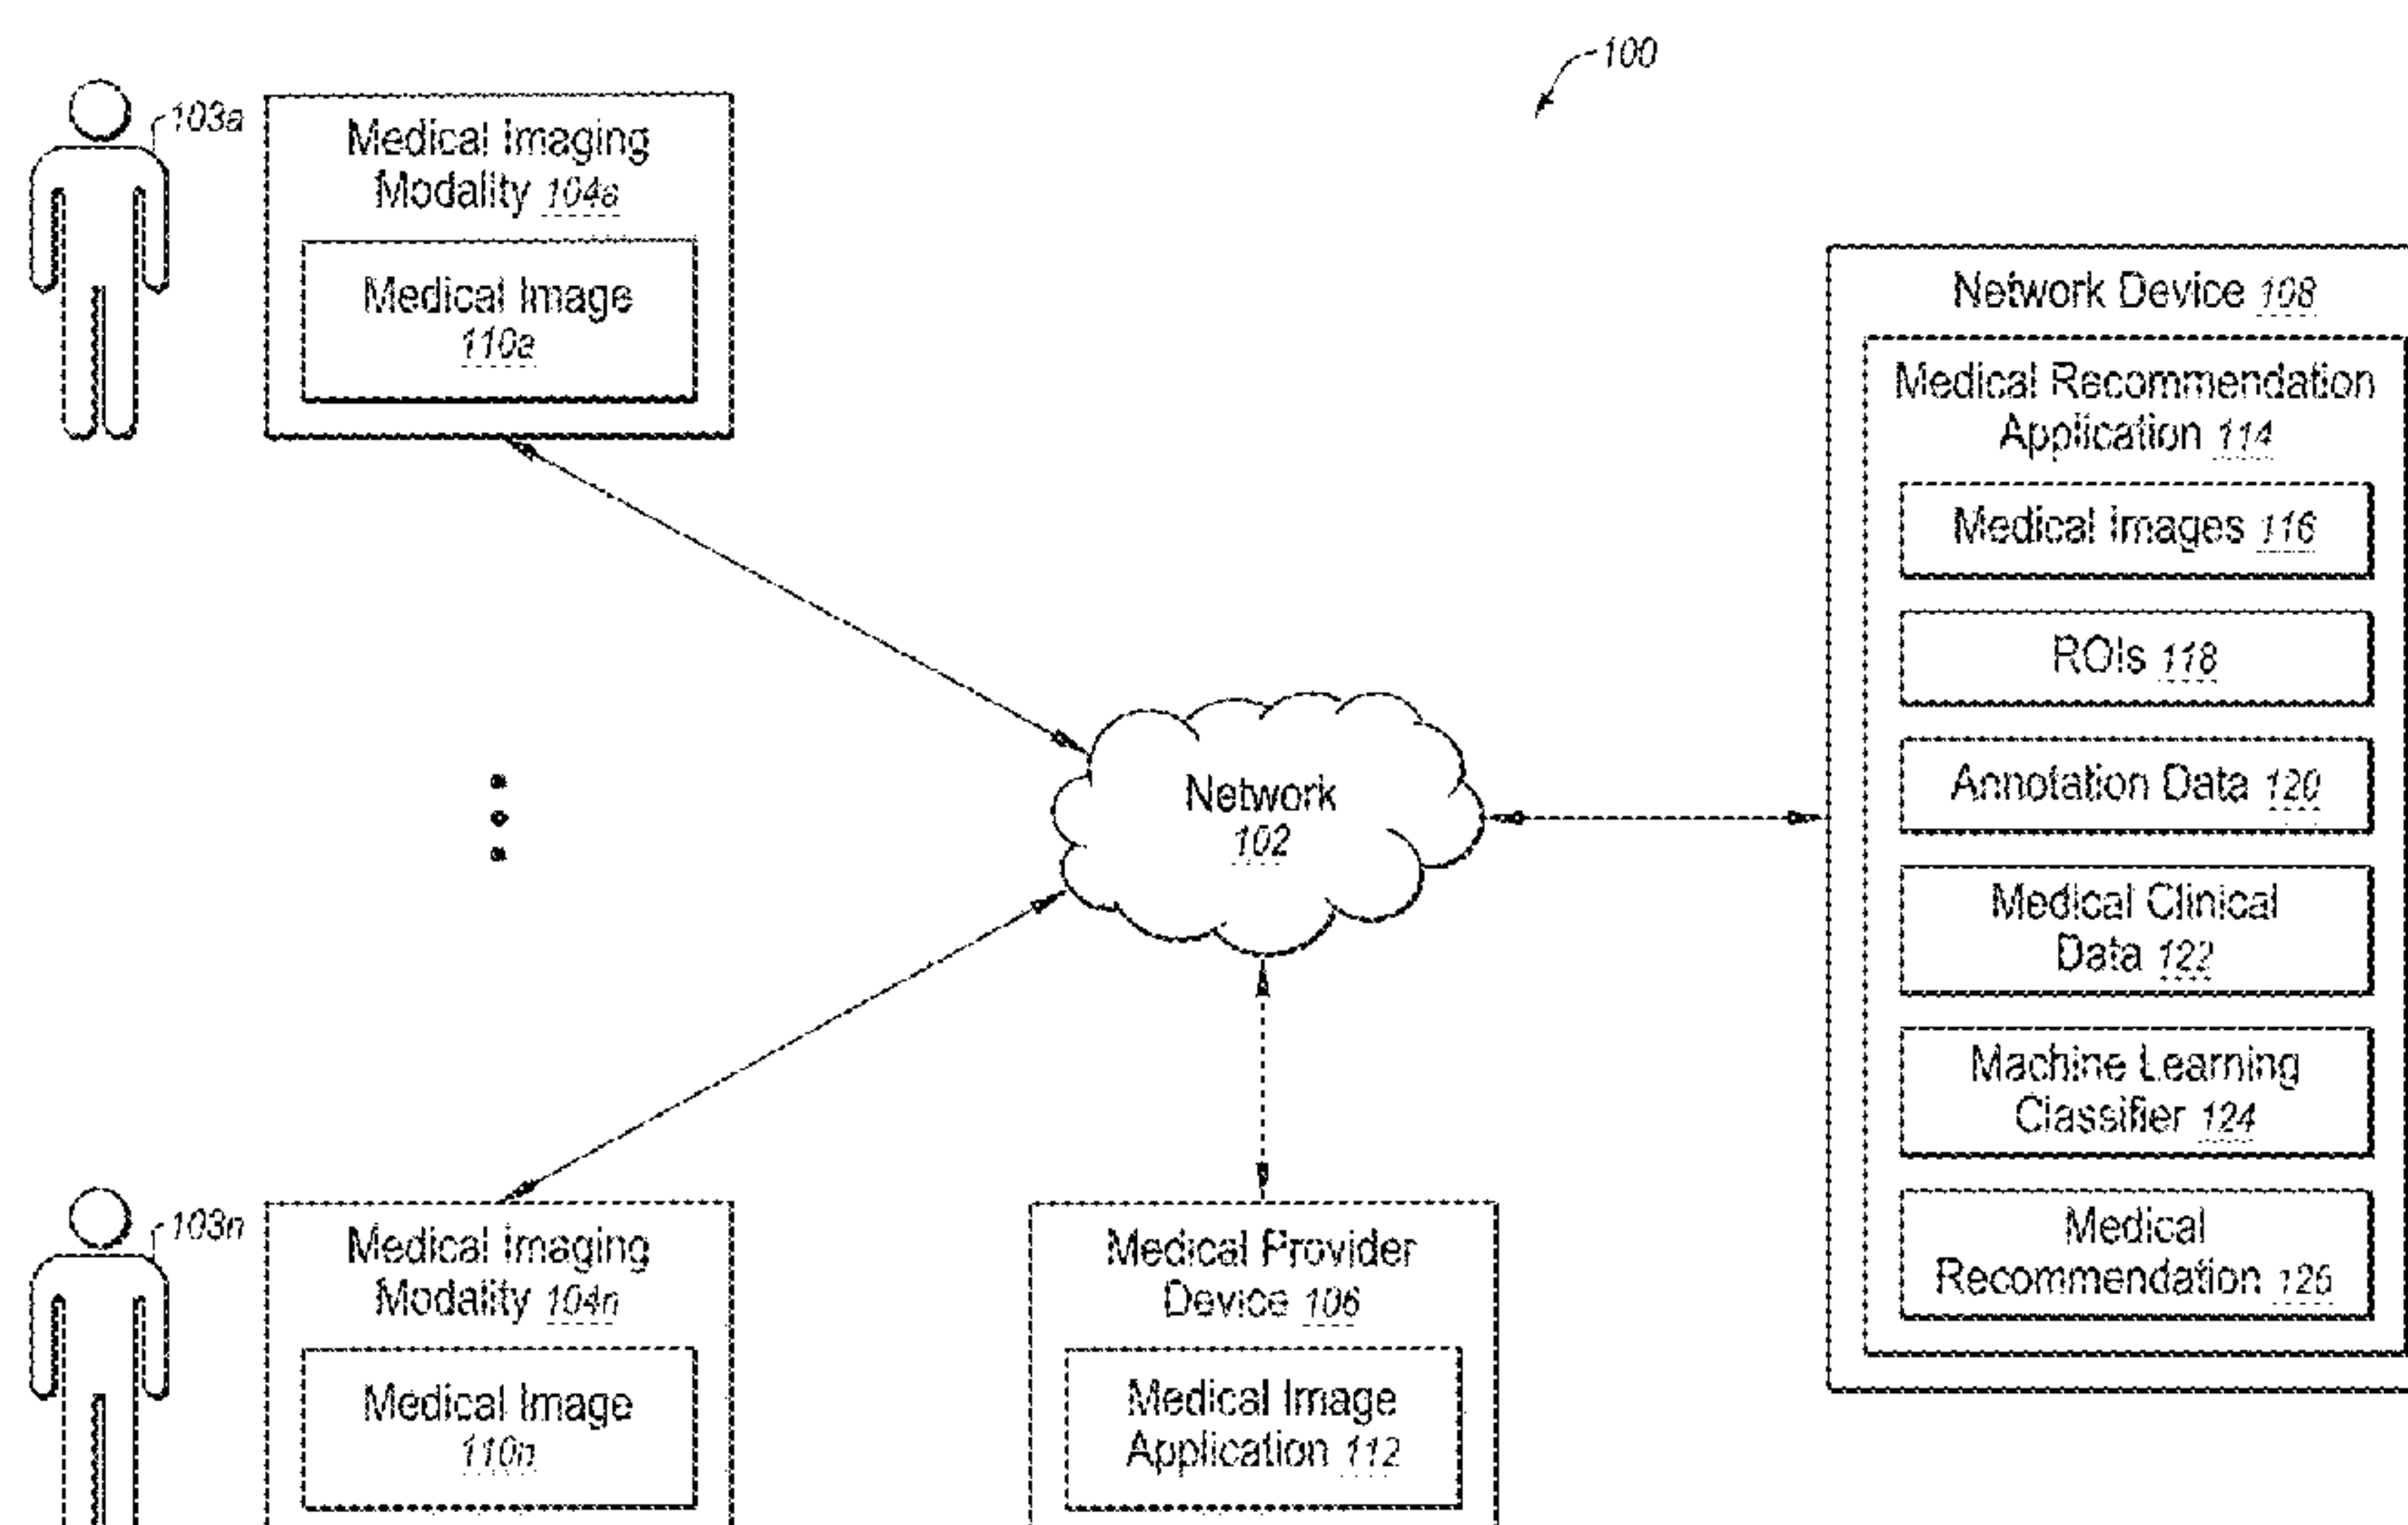 100
103a
Medical Imaging
Modality 104a
Medical Image
110a
Network Device 108
Medical Recommendation
Application 114
Medical Images 116
ROIs 118
Annotation Data 120
Medical Clinical
Data 122
Machine Learning
Classifier 124
Medical
Recommendation 126
Network
102
103n
Medical Imaging
Modality 104n
Medical Image
110n
Medical Provider
Device 106
Medical Image
Application 112